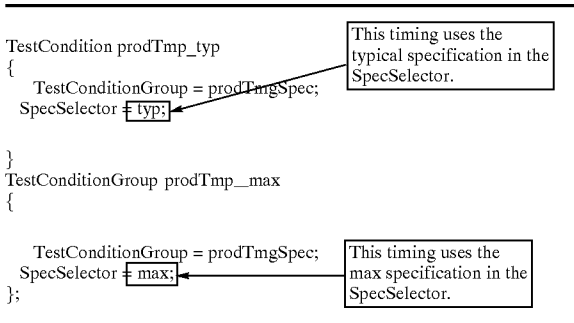 TestCondition prodTmp_typ
{
TestConditionGroup = prodTmgSpec;
SpecSelector = typ;
}
TestConditionGroup prodTmp_max
{
TestConditionGroup = prodTmgSpec;
SpecSelector = max;
};
This timing uses the
typical specification in the
SpecSelector.
This timing uses the
max specification in the
SpecSelector.